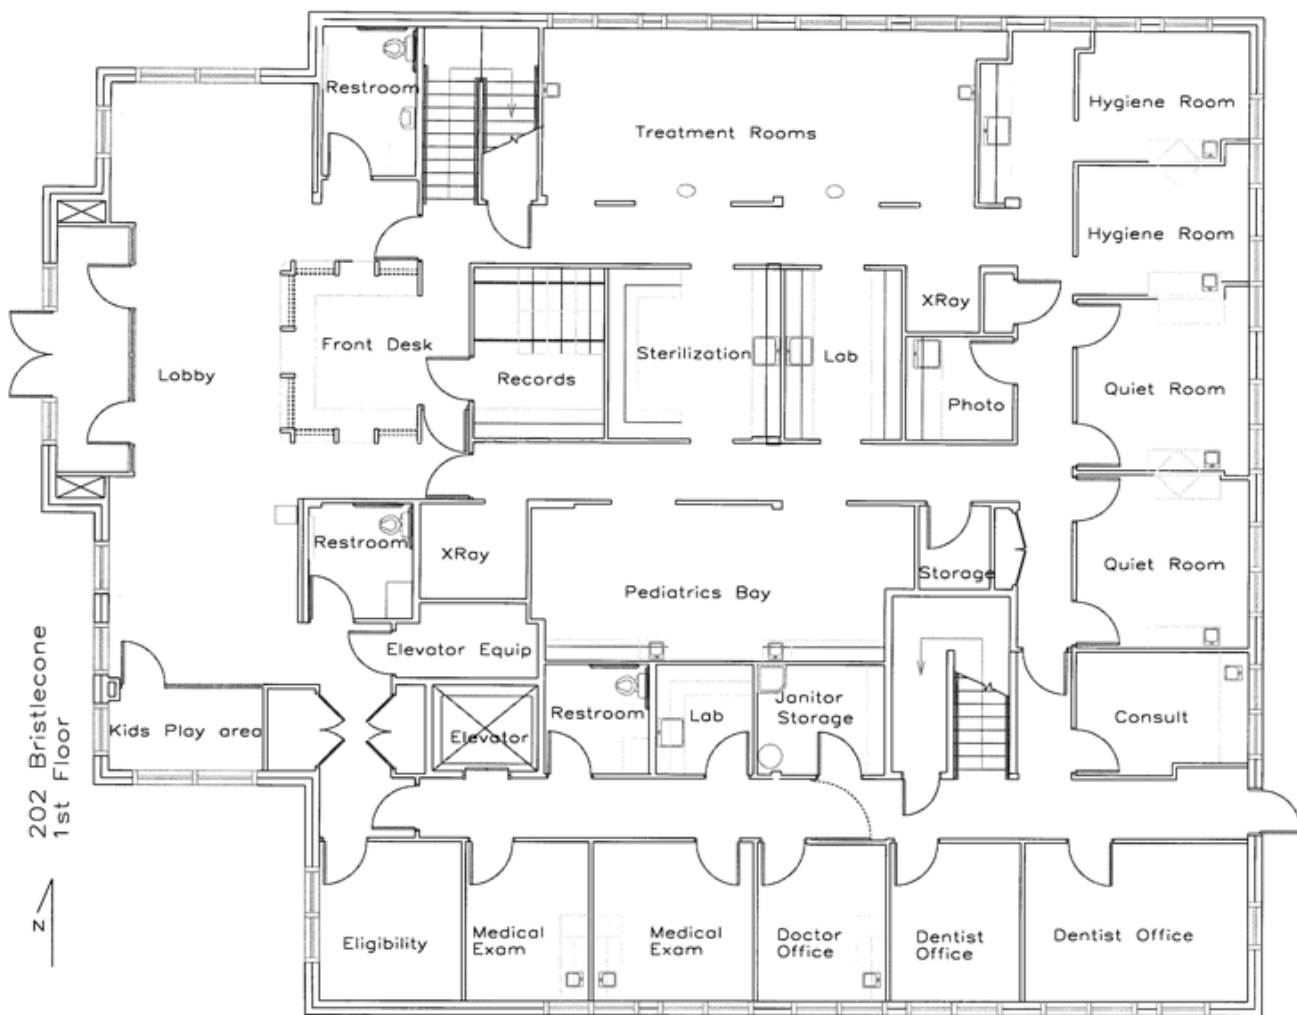 Restroom
Treatment Rooms
Hygiene Room
Hygiene Room
XRay
Front Desk
Sterilization
Lab
Lobby
Records
Photo
Quiet Room
Restroom
XRay
Pediatrics Bay
Storage
Quiet Room
Elevator Equip
Kids Play area
Elevator
Restroom
Lab
Janitor
Storage
Consult
202 Bristlecone
1st Floor
Z
Eligibility
Medical
Exam
Medical
Exam
Doctor
Office
Dentist
Office
Dentist Office